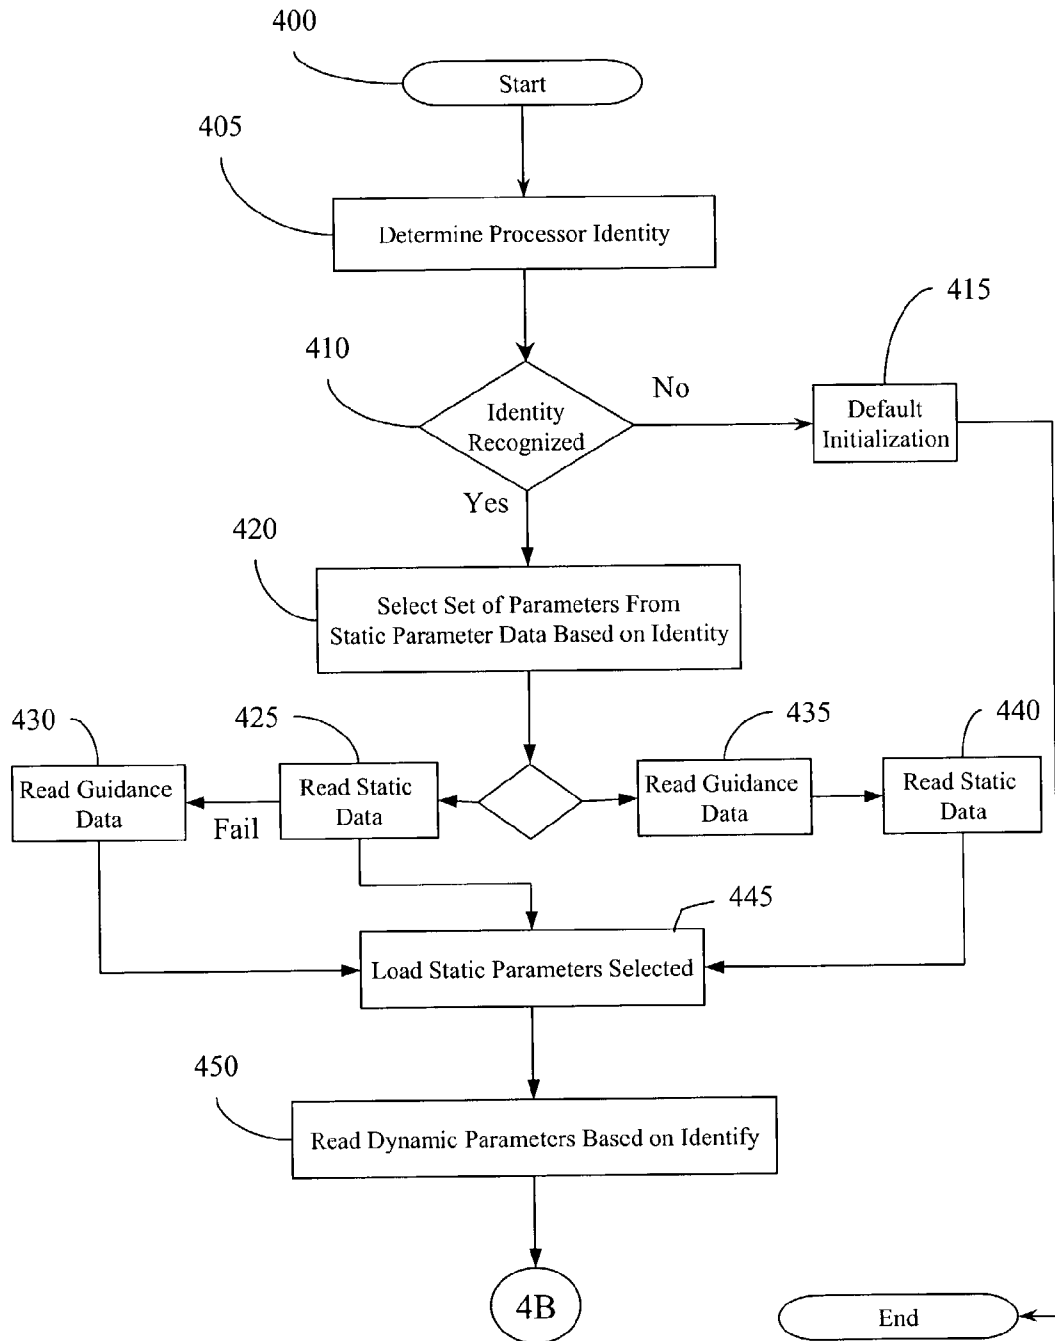 400
Start
405
Determine Processor Identity
415
410
No
Identity
Recognized
Default
Initialization
Yes
420
Select Set of Parameters From
Static Parameter Data Based on Identity
430
425
435
440
Read Guidance
Data
Fail
Read Static
Data
Read Guidance
Data
Read Static
Data
445
Load Static Parameters Selected
450
Read Dynamic Parameters Based on Identify
4B
End